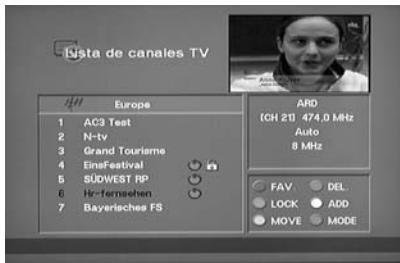 Lista de canales TV
Europe
1 AC3 Test
2 N-tv
3 Grand Tourisme
4 EinsFestival
5 SÜDWEST RP
6 Hr-fernsehen
7 Bayerisches FS
ARD
[CH 21] 474,0 MHz
Auto
8 MHz
FAV. DEL.
LOCK ADD
MOVE MODE